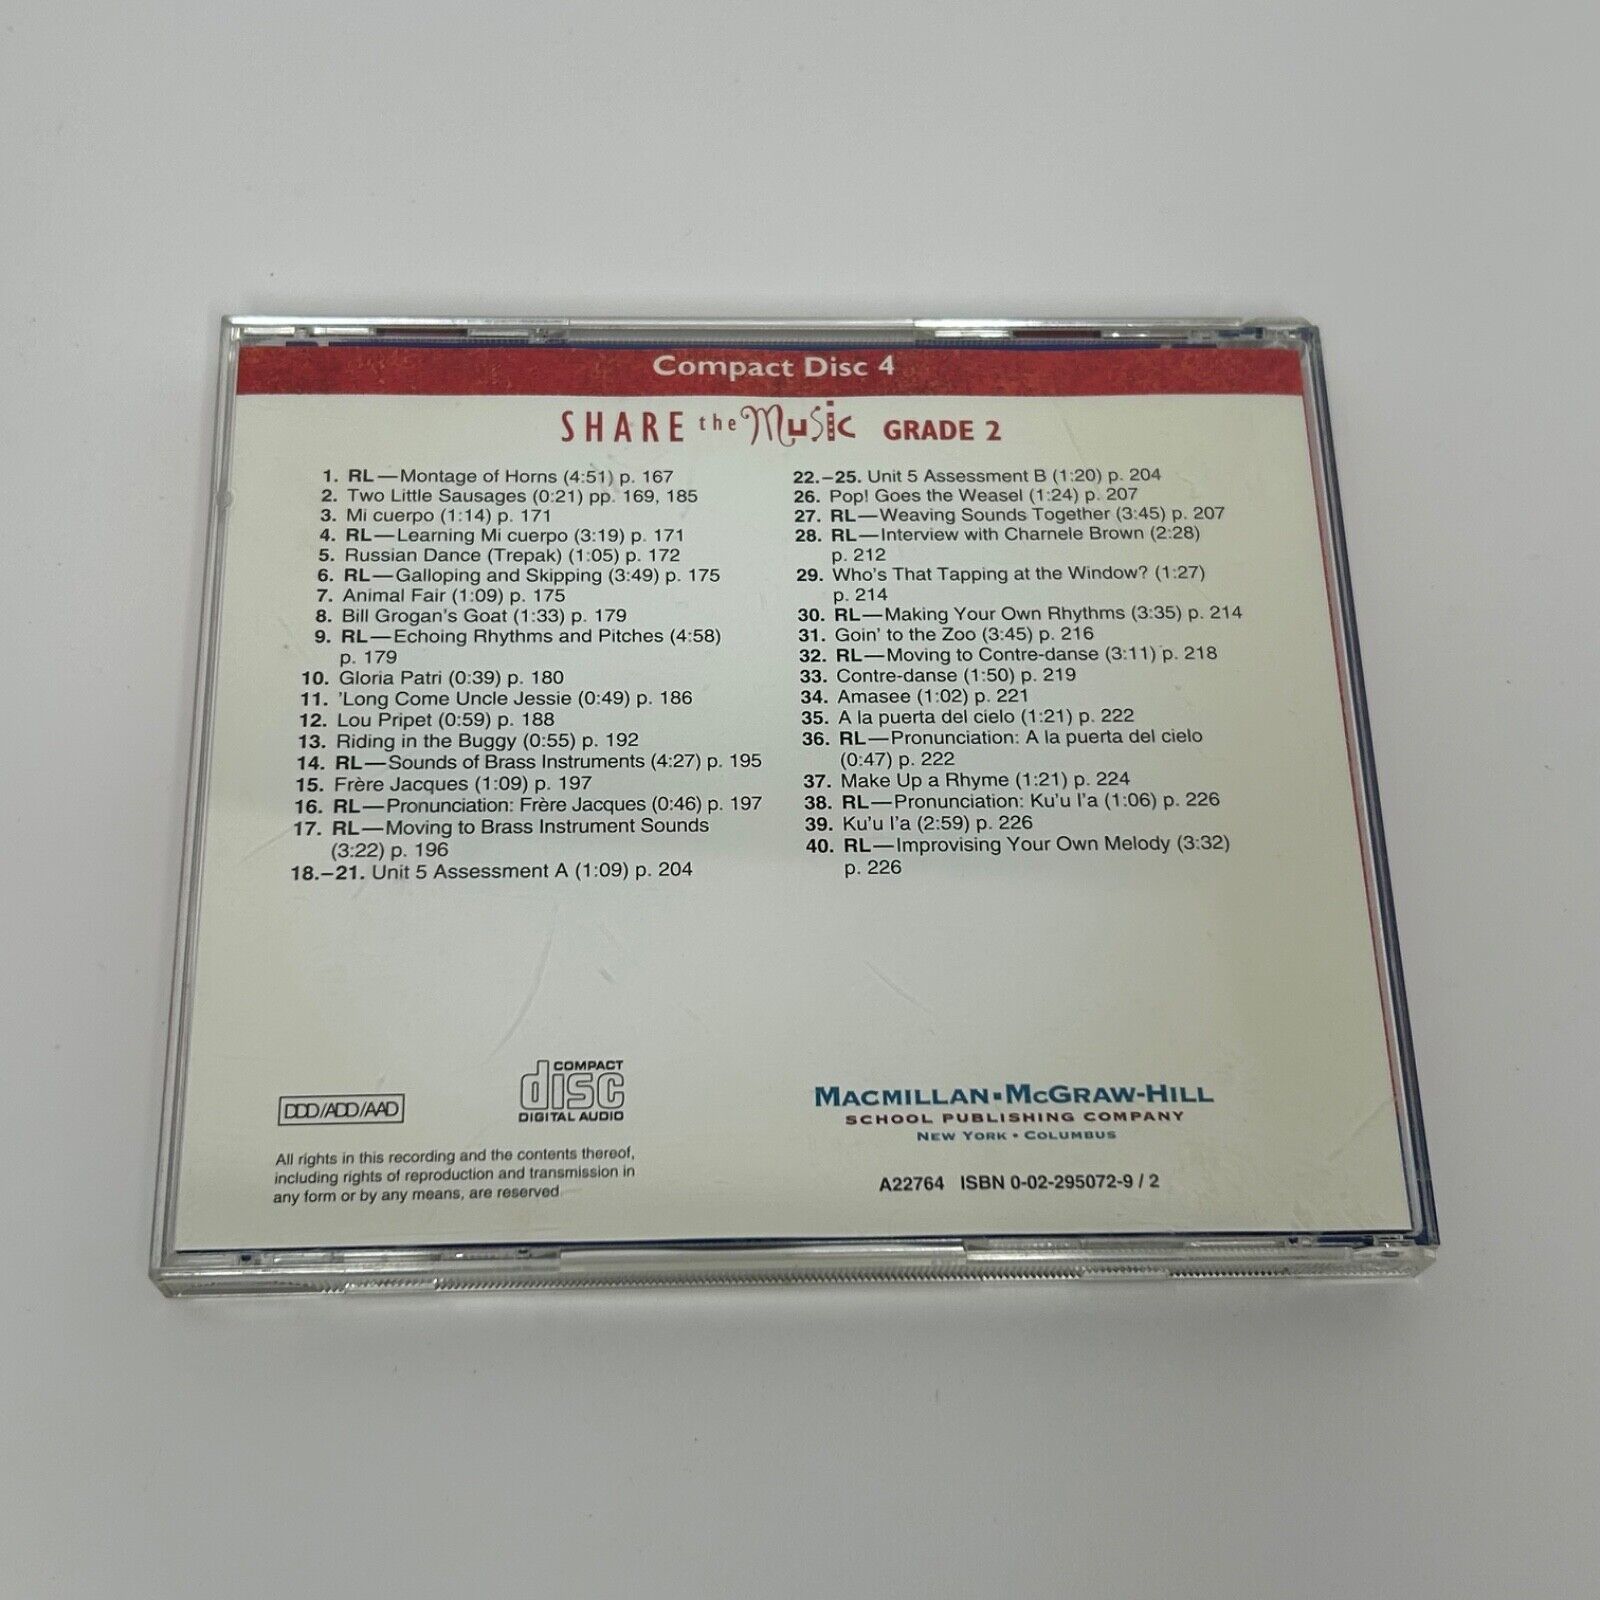 Compact Disc 4
SHARE the Music GRADE 2
1. RL—Montage of Horns (4:51) p. 167
2. Two Little Sausages (0:21) pp. 169, 185
3. Mi cuerpo (1:14) p. 171
4. RL—Learning Mi cuerpo (3:19) p. 171
5. Russian Dance (Trepak) (1:05) p. 172
6. RL—Galloping and Skipping (3:49) p. 175
7. Animal Fair (1:09) p. 175
8. Bill Grogan's Goat (1:33) p. 179
9. RL—Echoing Rhythms and Pitches (4:58)
p. 179
10. Gloria Patri (0:39) p. 180
11. 'Long Come Uncle Jessie (0:49) p. 186
12. Lou Pripet (0:59) p. 188
13. Riding in the Buggy (0:55) p. 192
14. RL—Sounds of Brass Instruments (4:27) p. 195
15. Frère Jacques (1:09) p. 197
16. RL—Pronunciation: Frère Jacques (0:46) p. 197
17. RL—Moving to Brass Instrument Sounds
(3:22) p. 196
18.–21. Unit 5 Assessment A (1:09) p. 204
22.–25. Unit 5 Assessment B (1:20) p. 204
26. Pop! Goes the Weasel (1:24) p. 207
27. RL—Weaving Sounds Together (3:45) p. 207
28. RL—Interview with Charnele Brown (2:28)
p. 212
29. Who's That Tapping at the Window? (1:27)
p. 214
30. RL—Making Your Own Rhythms (3:35) p. 214
31. Goin' to the Zoo (3:45) p. 216
32. RL—Moving to Contre-danse (3:11) p. 218
33. Contre-danse (1:50) p. 219
34. Amasee (1:02) p. 221
35. A la puerta del cielo (1:21) p. 222
36. RL—Pronunciation: A la puerta del cielo
(0:47) p. 222
37. Make Up a Rhyme (1:21) p. 224
38. RL—Pronunciation: Ku'u I'a (1:06) p. 226
39. Ku'u I'a (2:59) p. 226
40. RL—Improvising Your Own Melody (3:32)
p. 226
DDD/ADD/AAD
COMPACT
disc
DIGITAL AUDIO
All rights in this recording and the contents thereof,
including rights of reproduction and transmission in
any form or by any means, are reserved
MACMILLAN▪MCGRAW-HILL
SCHOOL PUBLISHING COMPANY
NEW YORK • COLUMBUS
A22764 ISBN 0-02-295072-9 / 2